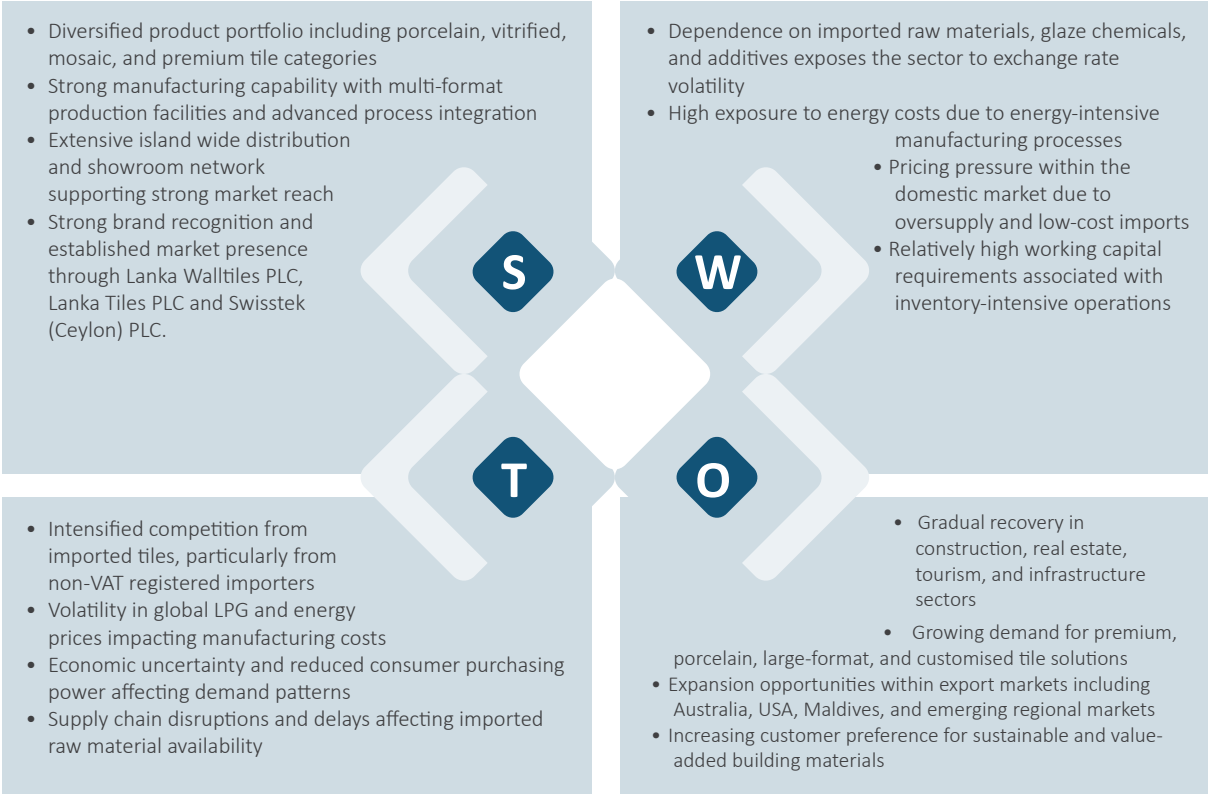 • Diversified product portfolio including porcelain, vitrified,
mosaic, and premium tile categories
• Strong manufacturing capability with multi-format
production facilities and advanced process integration
• Extensive island wide distribution
and showroom network
supporting strong market reach
• Strong brand recognition and
established market presence
through Lanka Walltiles PLC,
Lanka Tiles PLC and Swisstek
(Ceylon) PLC.
S
• Dependence on imported raw materials, glaze chemicals,
and additives exposes the sector to exchange rate
volatility
• High exposure to energy costs due to energy-intensive
manufacturing processes
• Pricing pressure within the
domestic market due to
oversupply and low-cost imports
• Relatively high working capital
requirements associated with
inventory-intensive operations
W
T
• Intensified competition from
imported tiles, particularly from
non-VAT registered importers
• Volatility in global LPG and energy
prices impacting manufacturing costs
• Economic uncertainty and reduced consumer purchasing
power affecting demand patterns
• Supply chain disruptions and delays affecting imported
raw material availability
O
• Gradual recovery in
construction, real estate,
tourism, and infrastructure
sectors
• Growing demand for premium,
porcelain, large-format, and customised tile solutions
• Expansion opportunities within export markets including
Australia, USA, Maldives, and emerging regional markets
• Increasing customer preference for sustainable and value-
added building materials